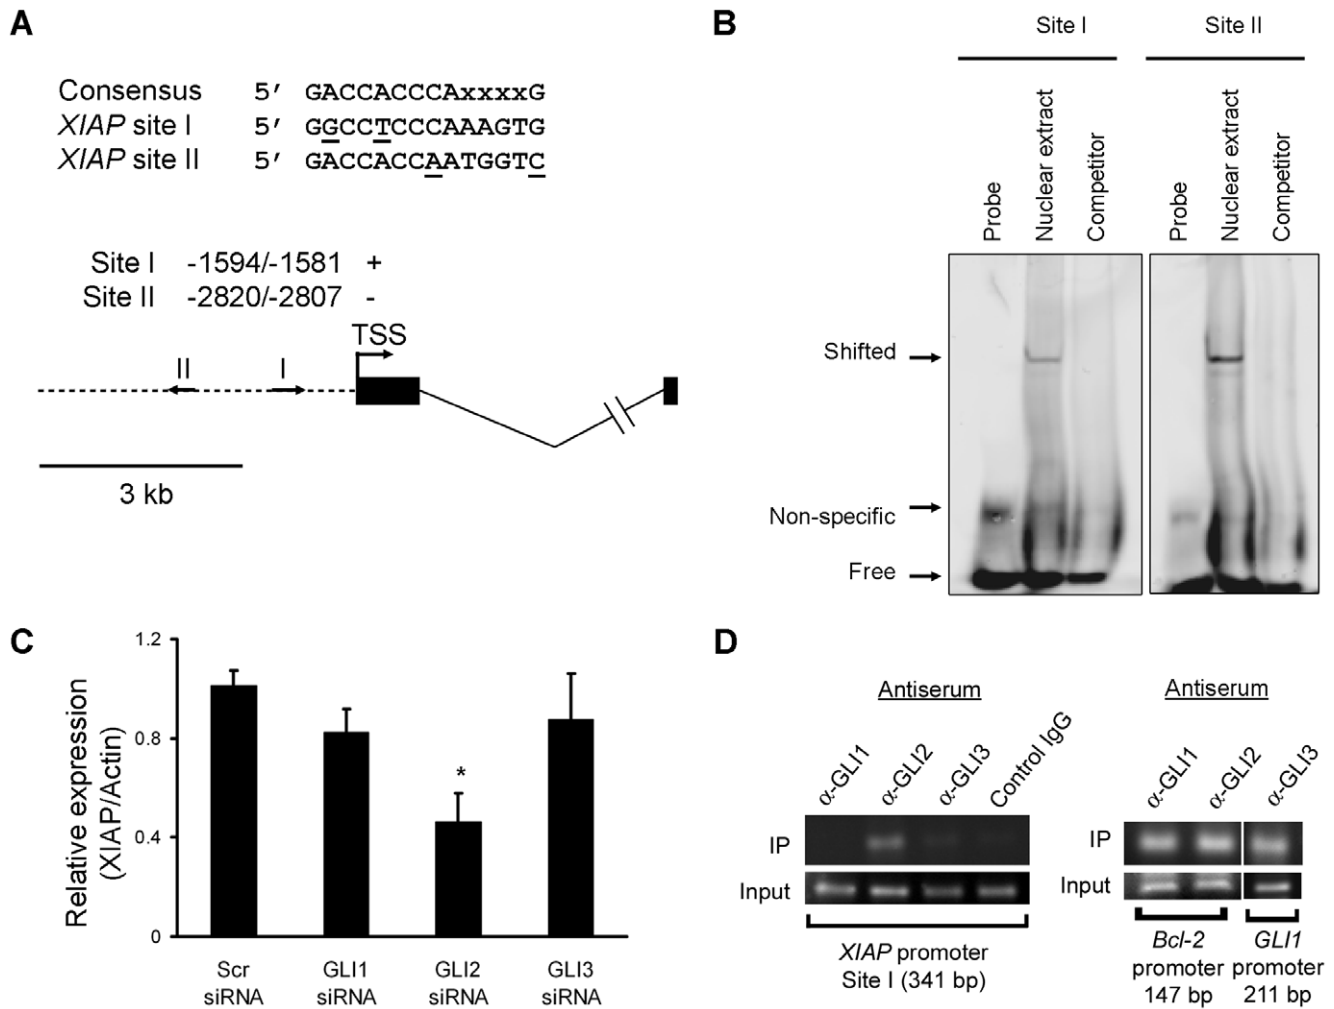 A
Consensus 5′ GACCACCCAxxxxG
XIAP site I 5′ GGCCTCCCAAAGTG
XIAP site II 5′ GACCACCAATGGTC
Site I -1594/-1581 +
Site II -2820/-2807 -
TSS
II I
3 kb
B
Site I Site II
Probe Nuclear extract Competitor Probe Nuclear extract Competitor
Shifted
Non-specific
Free
C
Relative expression
(XIAP/Actin)
1.2
0.8
0.4
0
*
Scr
siRNA
GLI1
siRNA
GLI2
siRNA
GLI3
siRNA
D
Antiserum
α-GLI1 α-GLI2 α-GLI3 Control IgG
IP
Input
XIAP promoter
Site I (341 bp)
Antiserum
α-GLI1 α-GLI2 α-GLI3
IP
Input
Bcl-2
promoter
147 bp
GLI1
promoter
211 bp